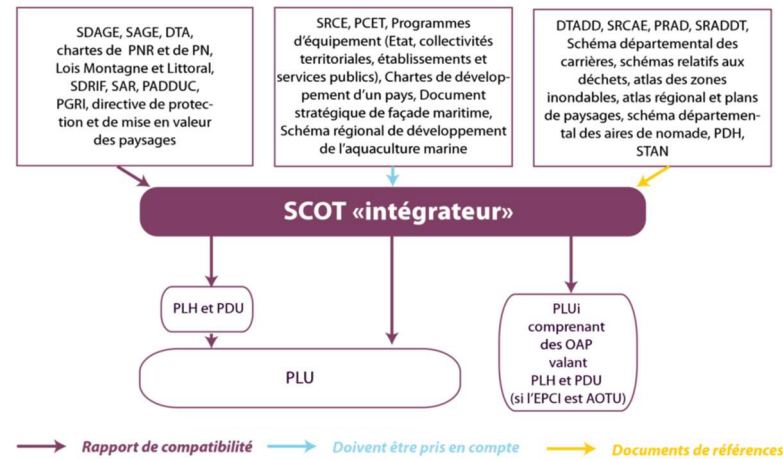 SDAGE, SAGE, DTA,
chartes de PNR et de PN,
Lois Montagne et Littoral,
SDRIF, SAR, PADDUC,
PGRI, directive de protec-
tion et de mise en valeur
des paysages
SRCE, PCET, Programmes
d'équipement (Etat, collectivités
territoriales, établissements et
services publics), Chartes de dévelop-
pement d'un pays, Document
stratégique de façade maritime,
Schéma régional de développement
de l'aquaculture marine
DTADD, SRCAE, PRAD, SRADDT,
Schéma départemental des
carrières, schémas relatifs aux
déchets, atlas des zones
inondables, atlas régional et plans
de paysages, schéma départemen-
tal des aires de nomade, PDH,
STAN
SCOT «intégrateur»
PLH et PDU
PLU
PLUi
comprenant
des OAP
valant
PLH et PDU
(si l'EPCI est AOTU)
Rapport de compatibilité
Doivent être pris en compte
Documents de références